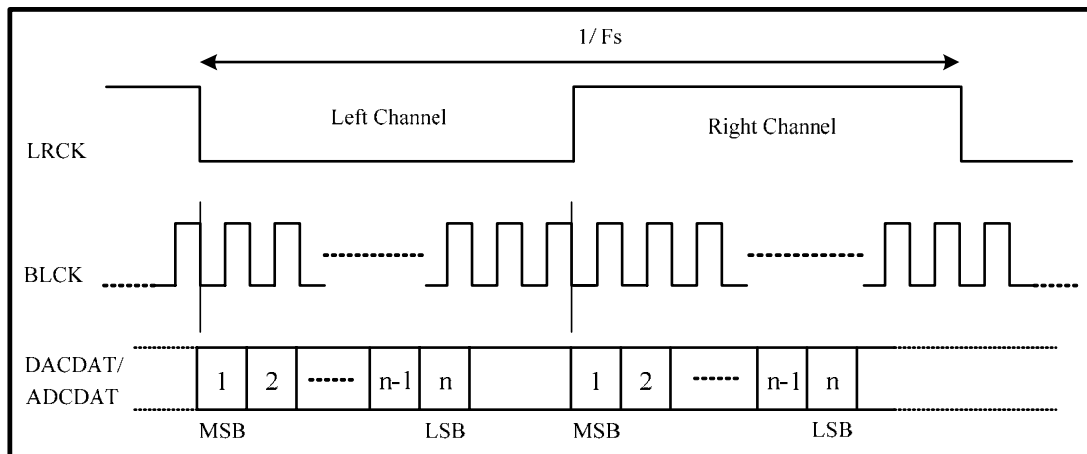 1/ Fs
Left Channel
Right Channel
LRCK
BLCK
DACDAT/
ADCDAT
1 2 n-1 n 1 2 n-1 n
MSB LSB MSB LSB